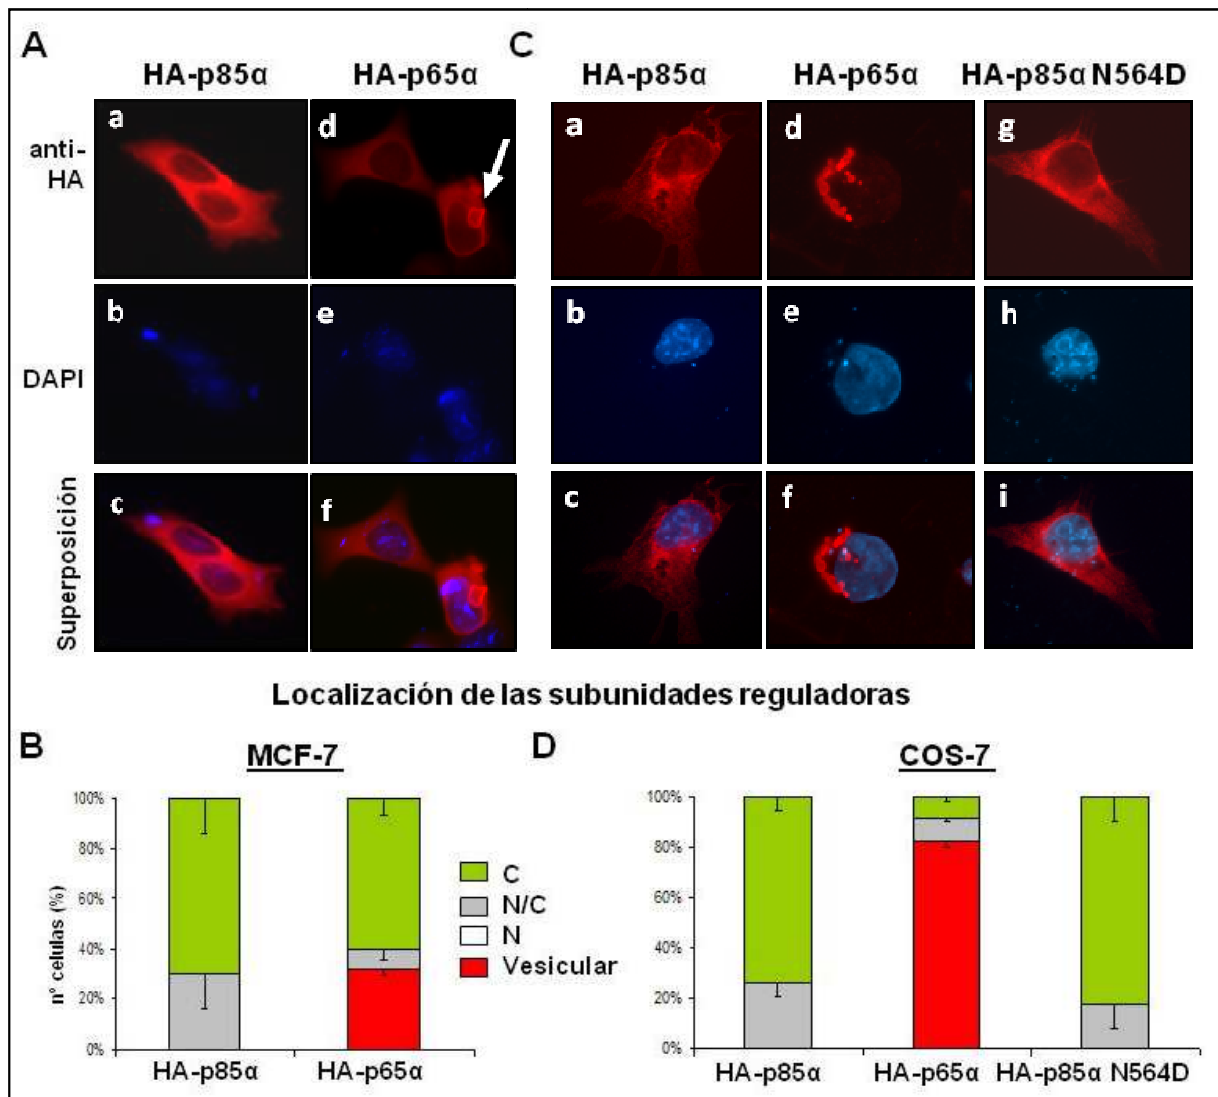 A
C
HA-p85α
HA-p65α
HA-p85α
HA-p65α
HA-p85α N564D
anti-
HA
a
d
a
d
g
DAPI
b
e
b
e
h
Superposición
c
f
c
f
i
Localización de las subunidades reguladoras
B
MCF-7
nº celulas (%)
100%
80%
60%
40%
20%
0%
HA-p85α
HA-p65α
C
N/C
N
Vesicular
D
COS-7
100%
80%
60%
40%
20%
0%
HA-p85α
HA-p65α
HA-p85α N564D